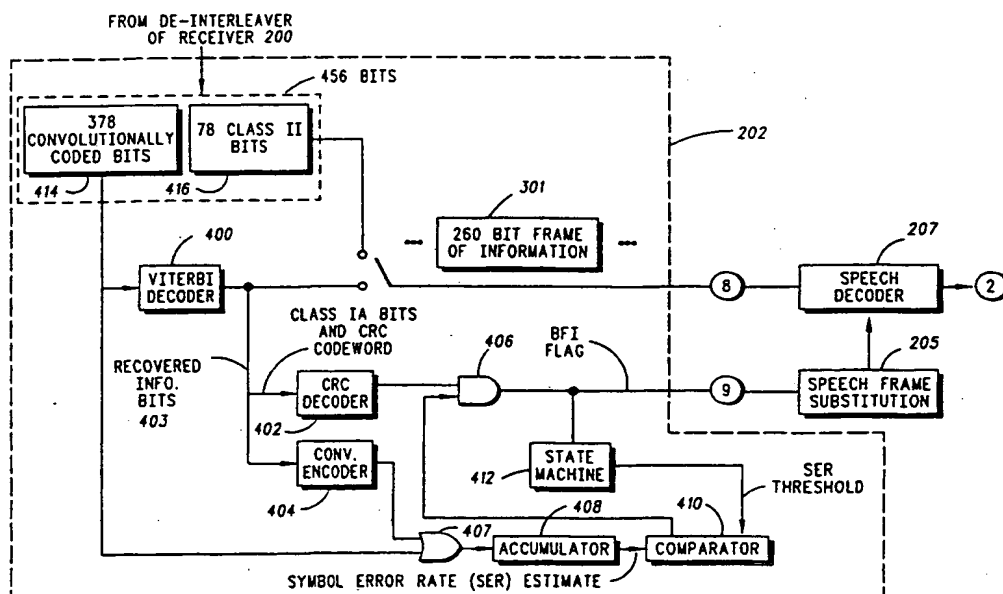 FROM DE-INTERLEAVER
OF RECEIVER 200
456 BITS
378
CONVOLUTIONALLY
CODED BITS
78 CLASS II
BITS
414
416
202
301
260 BIT FRAME
OF INFORMATION
400
VITERBI
DECODER
207
SPEECH
DECODER
8
2
CLASS IA BITS
AND CRC
CODEWORD
406
BFI
FLAG
205
RECOVERED
INFO.
BITS
403
CRC
DECODER
402
9
SPEECH FRAME
SUBSTITUTION
CONV.
ENCODER
404
STATE
MACHINE
412
SER
THRESHOLD
407
408
410
ACCUMULATOR
COMPARATOR
SYMBOL ERROR RATE (SER) ESTIMATE